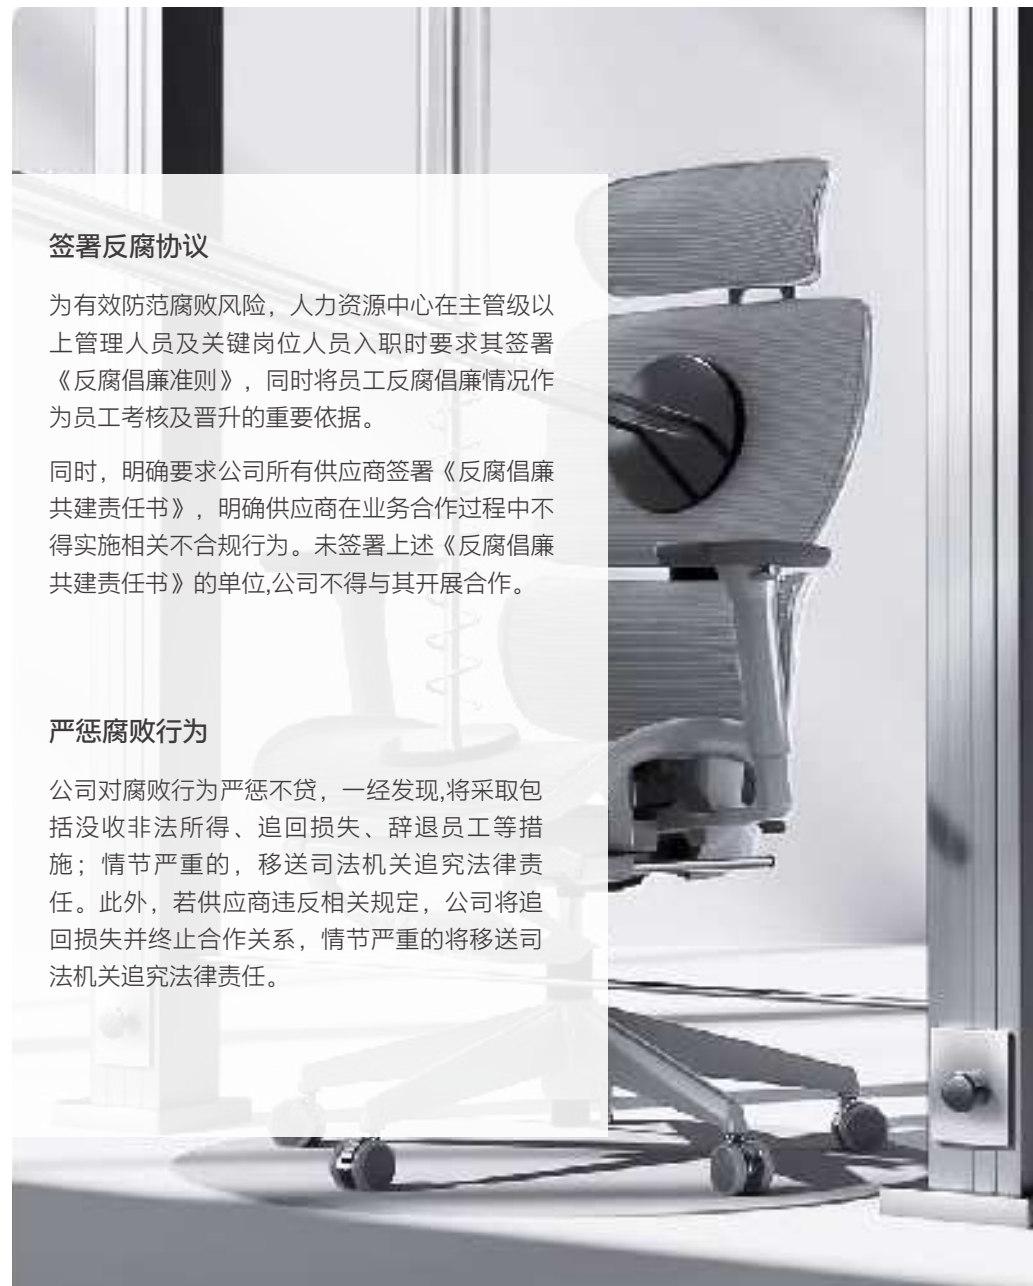 签署反腐协议
为有效防范腐败风险，人力资源中心在主管级以
上管理人员及关键岗位人员入职时要求其签署
《反腐倡廉准则》，同时将员工反腐倡廉情况作
为员工考核及晋升的重要依据。
同时，明确要求公司所有供应商签署《反腐倡廉
共建责任书》，明确供应商在业务合作过程中不
得实施相关不合规行为。未签署上述《反腐倡廉
共建责任书》的单位,公司不得与其开展合作。
严惩腐败行为
公司对腐败行为严惩不贷，一经发现,将采取包
括没收非法所得、追回损失、辞退员工等措
施；情节严重的，移送司法机关追究法律责
任。此外，若供应商违反相关规定，公司将追
回损失并终止合作关系，情节严重的将移送司
法机关追究法律责任。